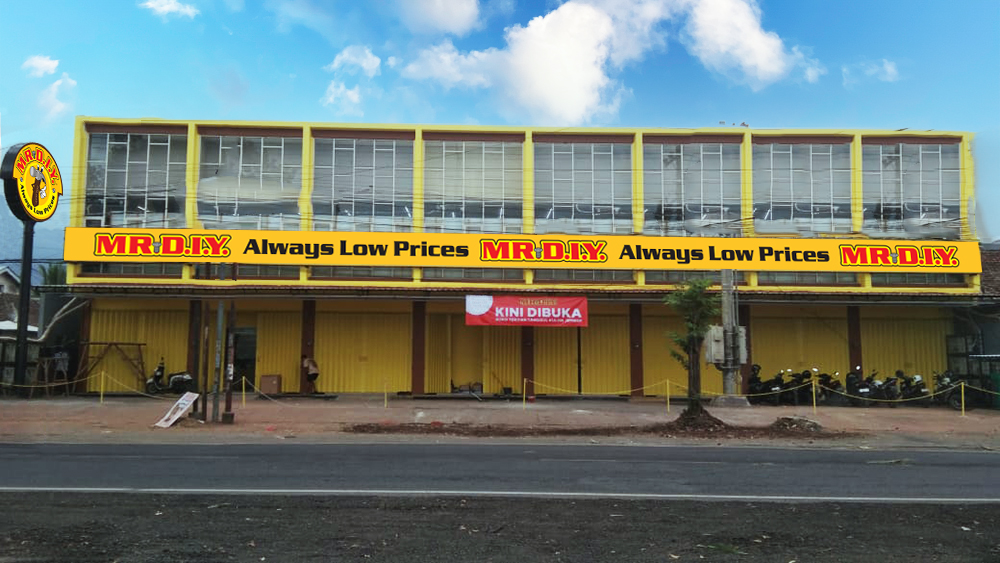 MR.D.I.Y.
Always Low Prices
MR.D.I.Y. Always Low Prices MR.D.I.Y. Always Low Prices MR.D.I.Y.
KINI DIBUKA